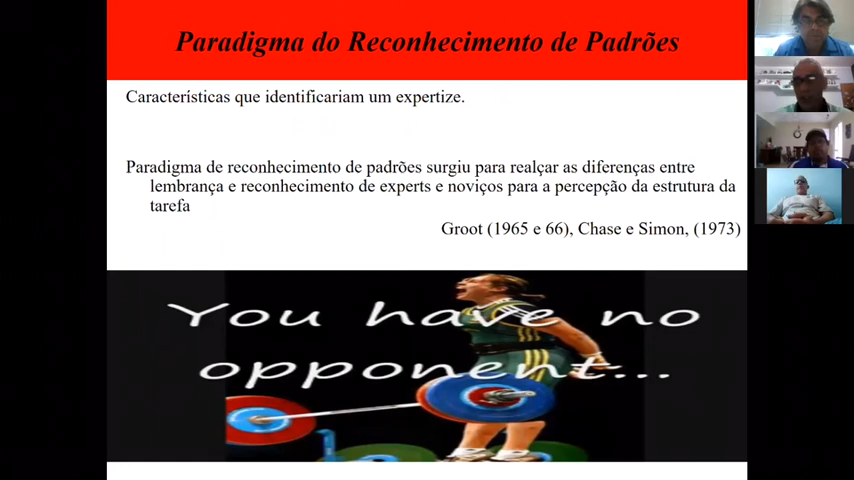 Paradigma do Reconhecimento de Padrões
Características que identificariam um expertize.
Paradigma de reconhecimento de padrões surgiu para realçar as diferenças entre
lembrança e reconhecimento de experts e noviços para a percepção da estrutura da
tarefa
Groot (1965 e 66), Chase e Simon, (1973)
You have no
opponent...